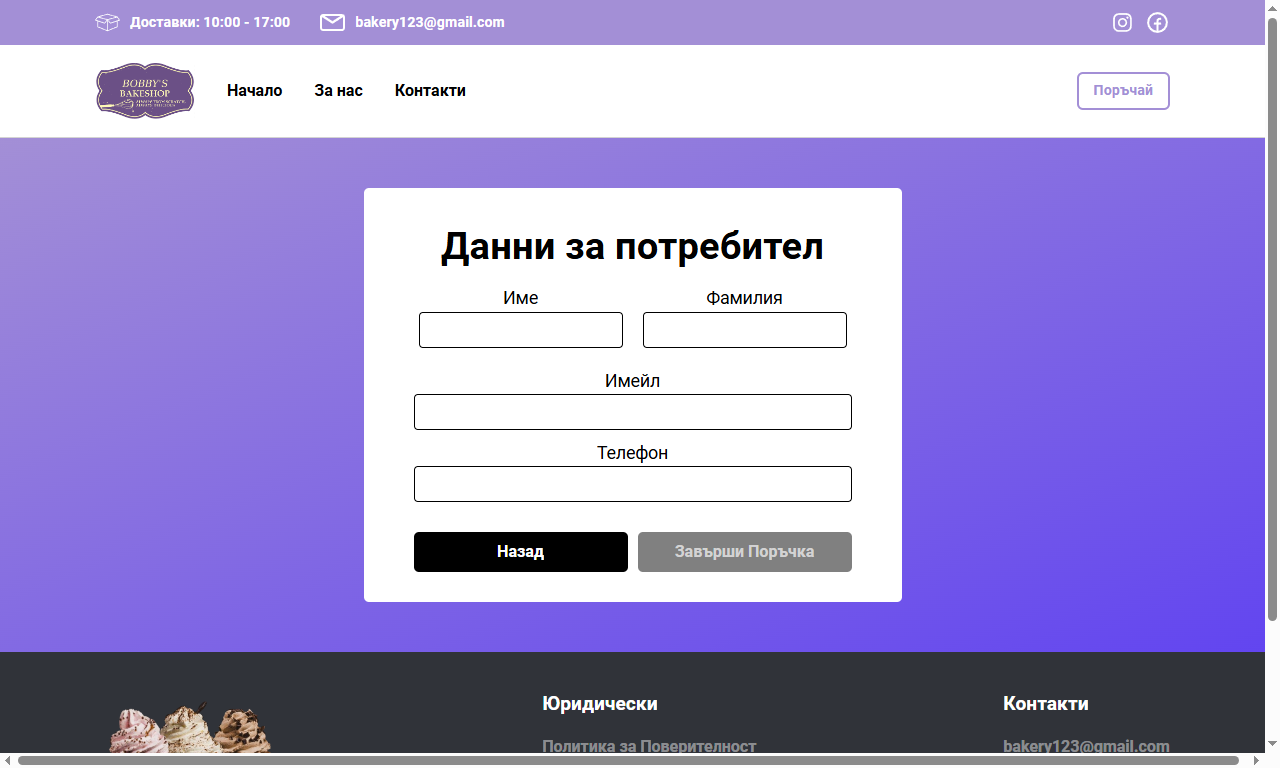 Доставки: 10:00 - 17:00
bakery123@gmail.com
BOBBY'S
BAKESHOP
Начало
За нас
Контакти
Поръчай
Данни за потребител
Име
Фамилия
Имейл
Телефон
Назад
Завърши Поръчка
Юридически
Контакти
Политика за Поверителност
bakery123@gmail.com